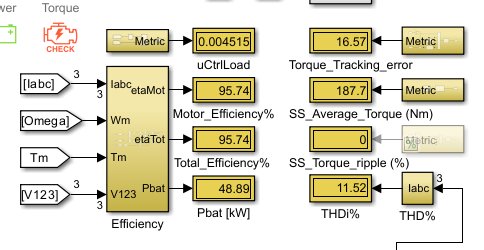 wer
Torque
CHECK
Metric
0.004515
uCtrlLoad
16.57
Metric
Torque_Tracking_error
[Iabc]
3
3
Iabc
etaMot
95.74
Motor_Efficiency%
187.7
Metric
SS_Average_Torque (Nm)
[Omega]
Wm
etaTot
95.74
Total_Efficiency%
0
Metric
%
SS_Torque_ripple (%)
Tm
Tm
[V123]
3
3
V123
Pbat
48.89
Pbat [kW]
Efficiency
11.52
THDi%
Iabc
3
THD%